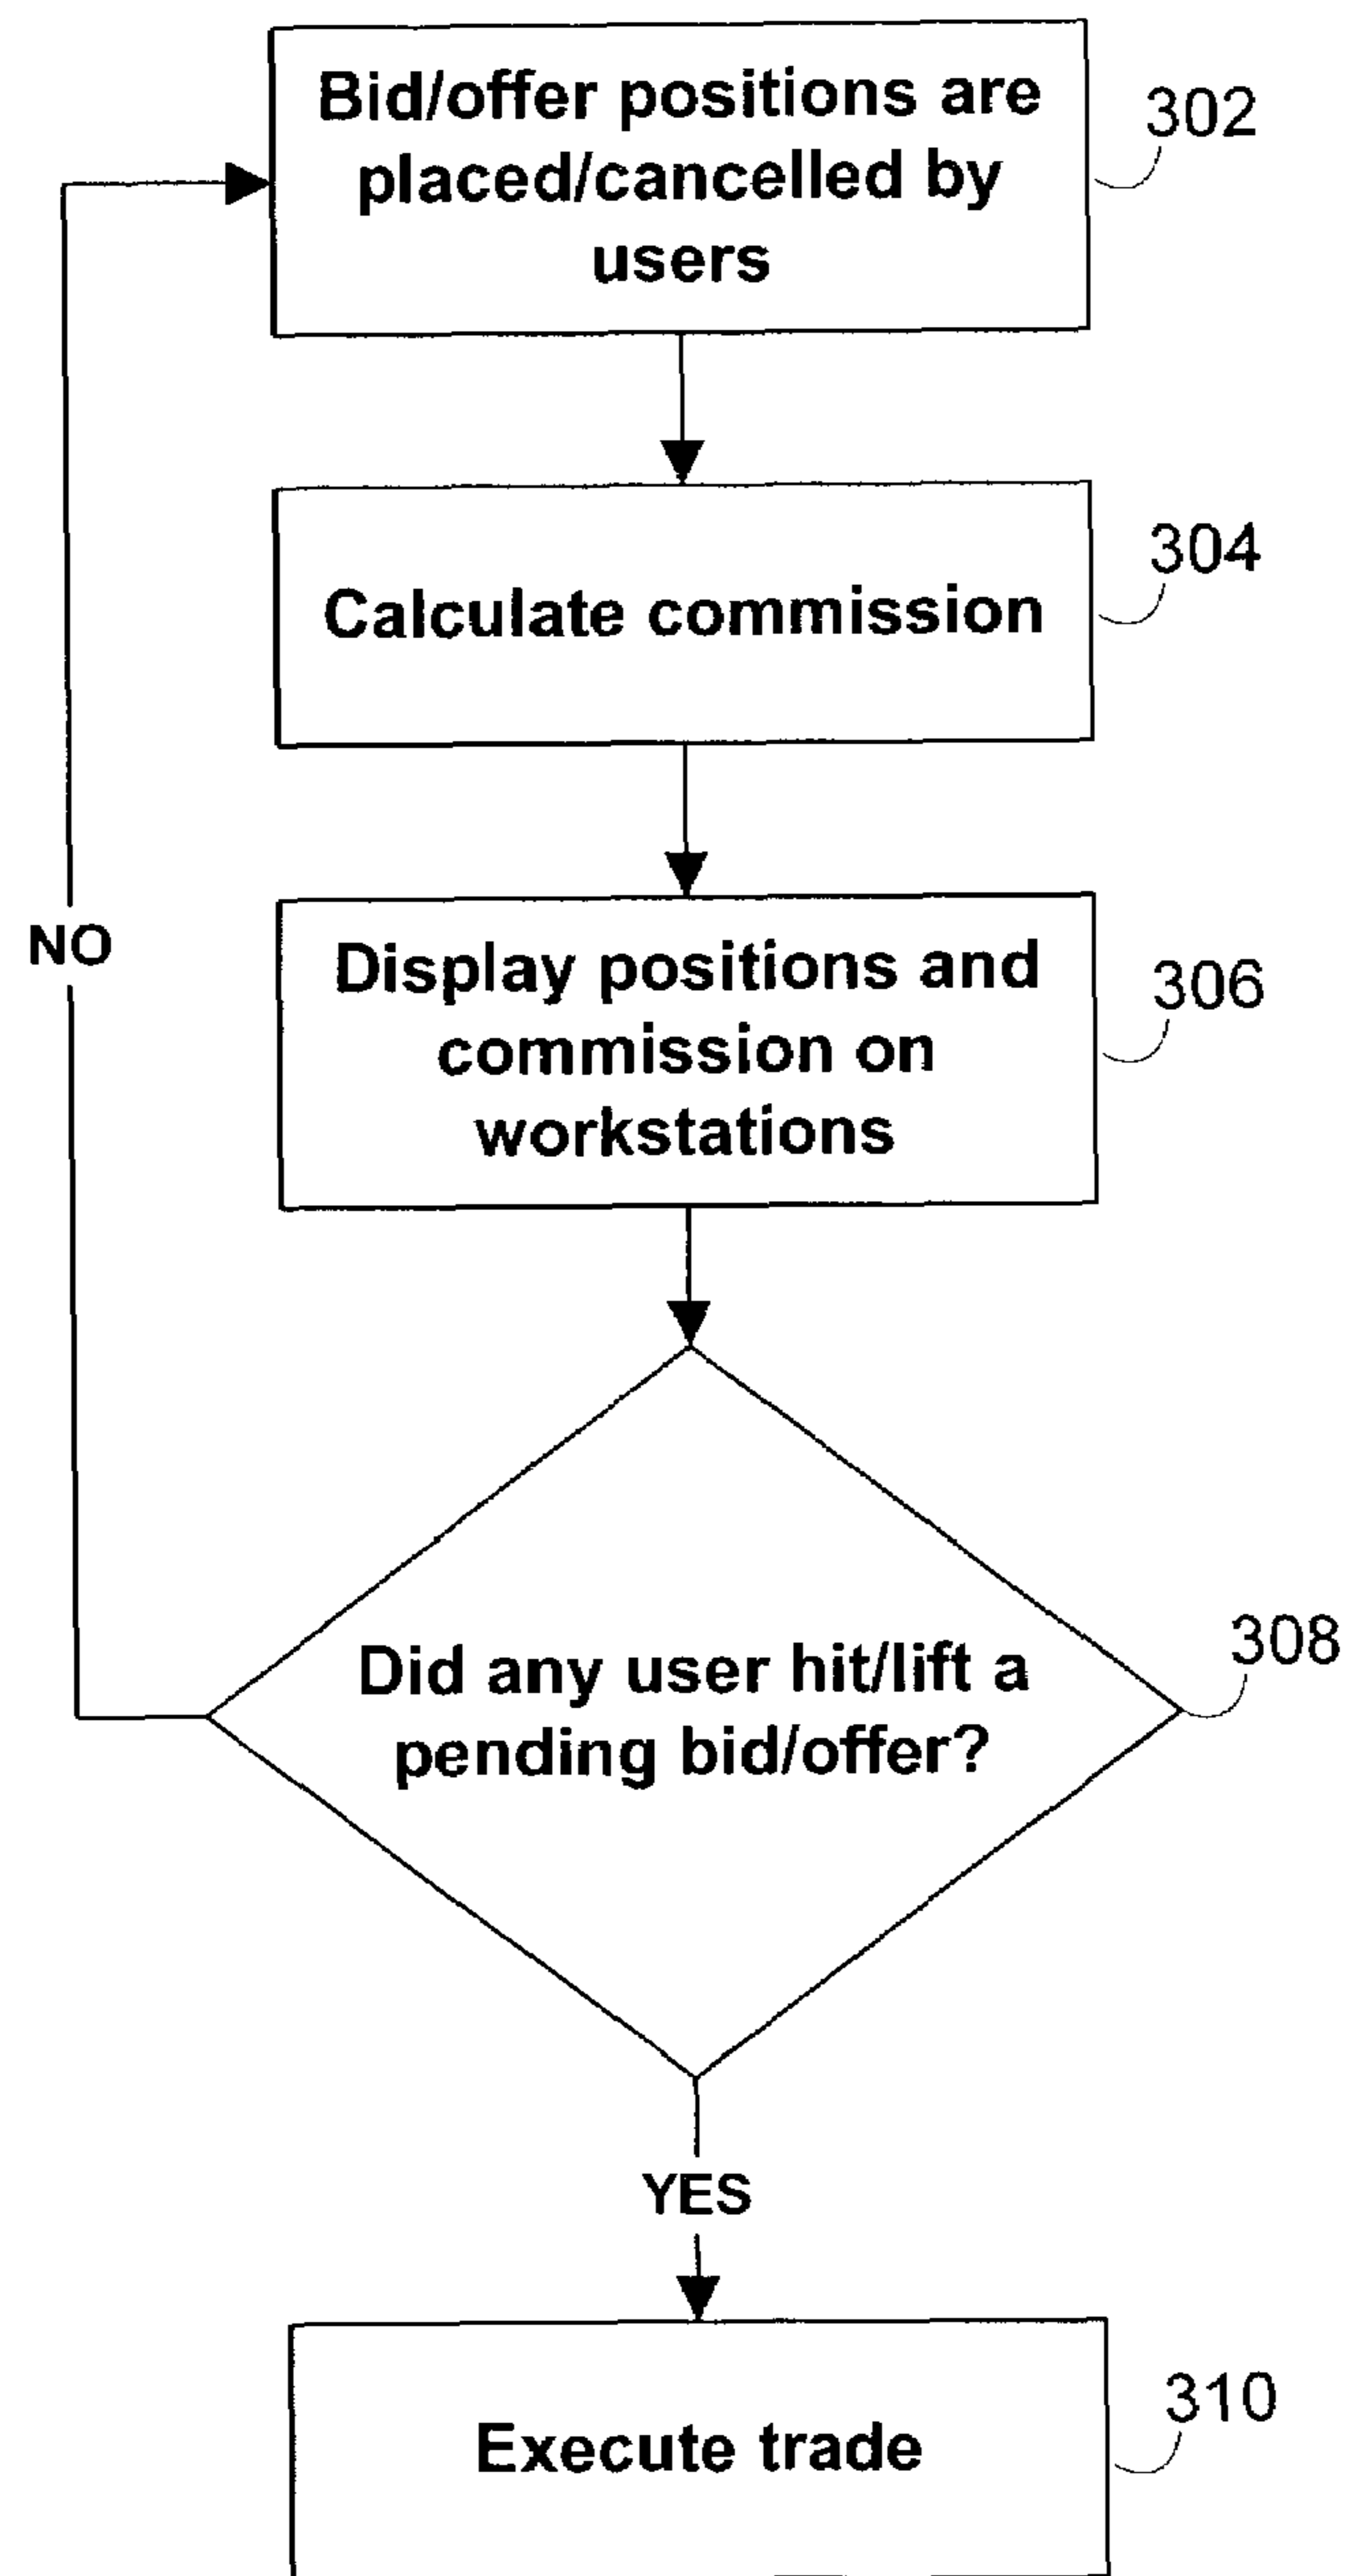 Bid/offer positions are
placed/cancelled by
users
302
Calculate commission
304
Display positions and
commission on
workstations
306
NO
Did any user hit/lift a
pending bid/offer?
308
YES
Execute trade
310